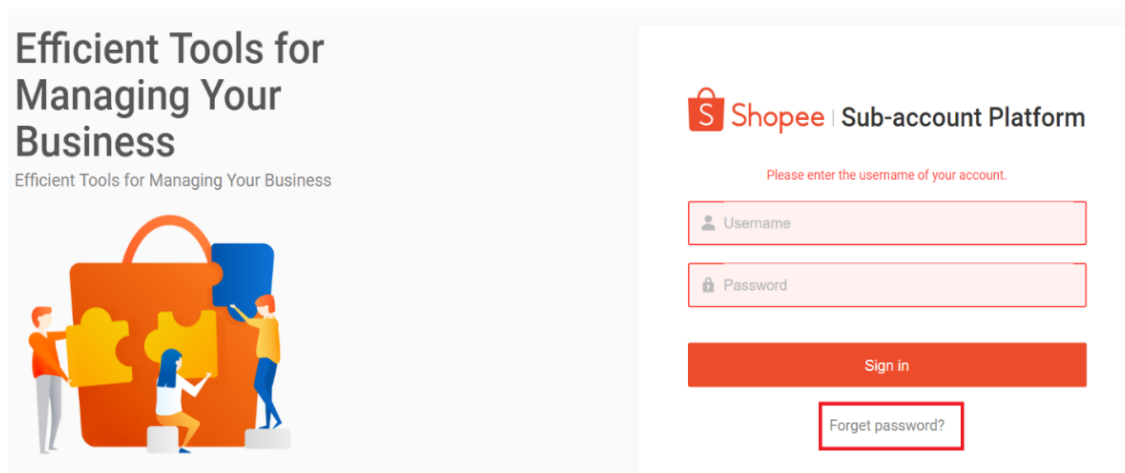 Efficient Tools for
Managing Your
Business
Efficient Tools for Managing Your Business
S Shopee | Sub-account Platform
Please enter the username of your account.
Username
Password
Sign in
Forget password?